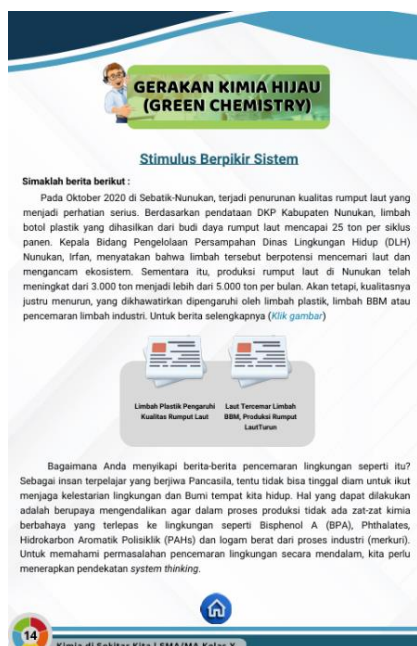 GERAKAN KIMIA HIJAU
(GREEN CHEMISTRY)
Stimulus Berpikir Sistem
Simaklah berita berikut :
Pada Oktober 2020 di Sebatik-Nunukan, terjadi penurunan kualitas rumput laut yang
menjadi perhatian serius. Berdasarkan pendataan DKP Kabupaten Nunukan, limbah
botol plastik yang dihasilkan dari budi daya rumput laut mencapai 25 ton per siklus
panen. Kepala Bidang Pengelolaan Persampahan Dinas Lingkungan Hidup (DLH)
Nunukan, Irfan, menyatakan bahwa limbah tersebut berpotensi mencemari laut dan
mengancam ekosistem. Sementara itu, produksi rumput laut di Nunukan telah
meningkat dari 3.000 ton menjadi lebih dari 5.000 ton per bulan. Akan tetapi, kualitasnya
justru menurun, yang dikhawatirkan dipengaruhi oleh limbah plastik, limbah BBM atau
pencemaran limbah industri. Untuk berita selengkapnya (Klik gambar)
Limbah Plastik Pengaruhi
Kualitas Rumput Laut
Laut Tercemar Limbah
BBM, Produksi Rumput
LautTurun
Bagaimana Anda menyikapi berita-berita pencemaran lingkungan seperti itu?
Sebagai insan terpelajar yang berjiwa Pancasila, tentu tidak bisa tinggal diam untuk ikut
menjaga kelestarian lingkungan dan Bumi tempat kita hidup. Hal yang dapat dilakukan
adalah berupaya mengendalikan agar dalam proses produksi tidak ada zat-zat kimia
berbahaya yang terlepas ke lingkungan seperti Bisphenol A (BPA), Phthalates,
Hidrokarbon Aromatik Polisiklik (PAHs) dan logam berat dari proses industri (merkuri).
Untuk memahami permasalahan pencemaran lingkungan secara mendalam, kita perlu
menerapkan pendekatan system thinking.
14
Kimia di Sekitar Kita | SMA/MA Kelas X